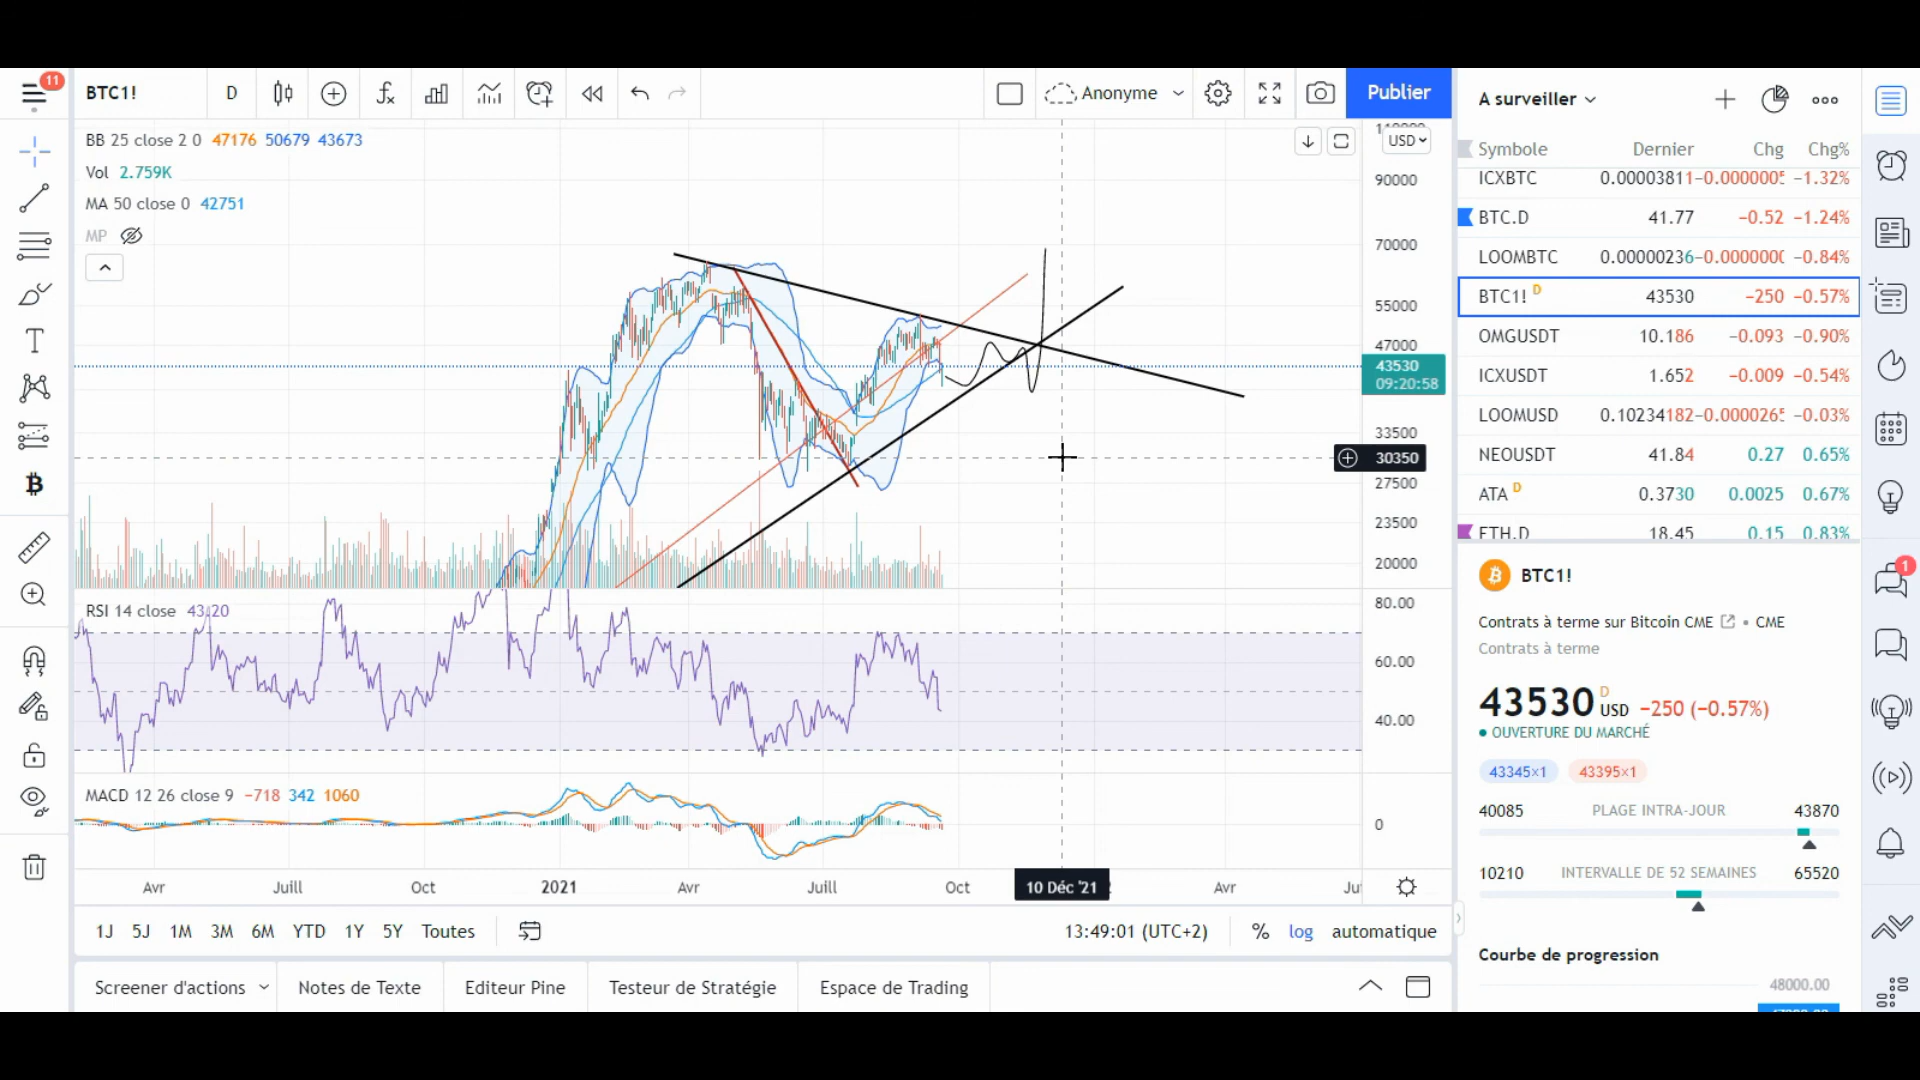 11
BTC1! D Anonyme Publier
BB 25 close 2 0 47176 50679 43673
Vol 2.759K
MA 50 close 0 42751
MP
USD
90000
70000
55000
47000
43530
09:20:58
33500
30350
27500
23500
20000
RSI 14 close
80.00
60.00
40.00
MACD 12 26 close 9 −718 342 1060
0
Avr Juill Oct 2021 Avr Juill Oct 10 Déc '21 Avr
1J 5J 1M 3M 6M YTD 1Y 5Y Toutes 13:49:01 (UTC+2) % log automatique
Screener d'actions Notes de Texte Editeur Pine Testeur de Stratégie Espace de Trading
A surveiller
Symbole Dernier Chg Chg%
ICXBTC 0.00003811 −0.0000005 −1.32%
BTC.D 41.77 −0.52 −1.24%
LOOMBTC 0.00000236 −0.0000000 −0.84%
BTC1! D 43530 −250 −0.57%
OMGUSDT 10.186 −0.093 −0.90%
ICXUSDT 1.652 −0.009 −0.54%
LOOMUSD 0.10234182 −0.0000265 −0.03%
NEOUSDT 41.84 0.27 0.65%
ATA D 0.3730 0.0025 0.67%
ETH.D 18.45 0.15 0.83%
BTC1!
Contrats à terme sur Bitcoin CME • CME
Contrats à terme
43530 D USD −250 (−0.57%)
OUVERTURE DU MARCHÉ
43345×1 43395×1
40085 PLAGE INTRA-JOUR 43870
10210 INTERVALLE DE 52 SEMAINES 65520
Courbe de progression
48000.00
1